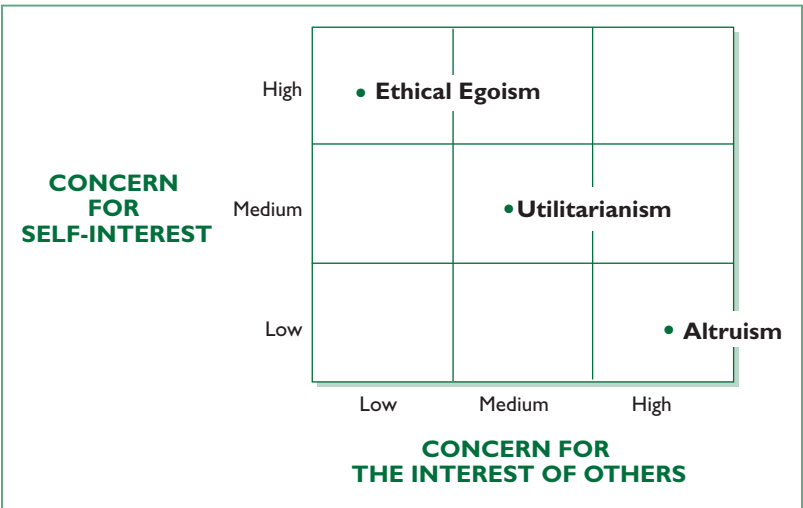 High
Ethical Egoism
CONCERN
FOR
SELF-INTEREST
Medium
Utilitarianism
Low
Altruism
Low
Medium
High
CONCERN FOR
THE INTEREST OF OTHERS